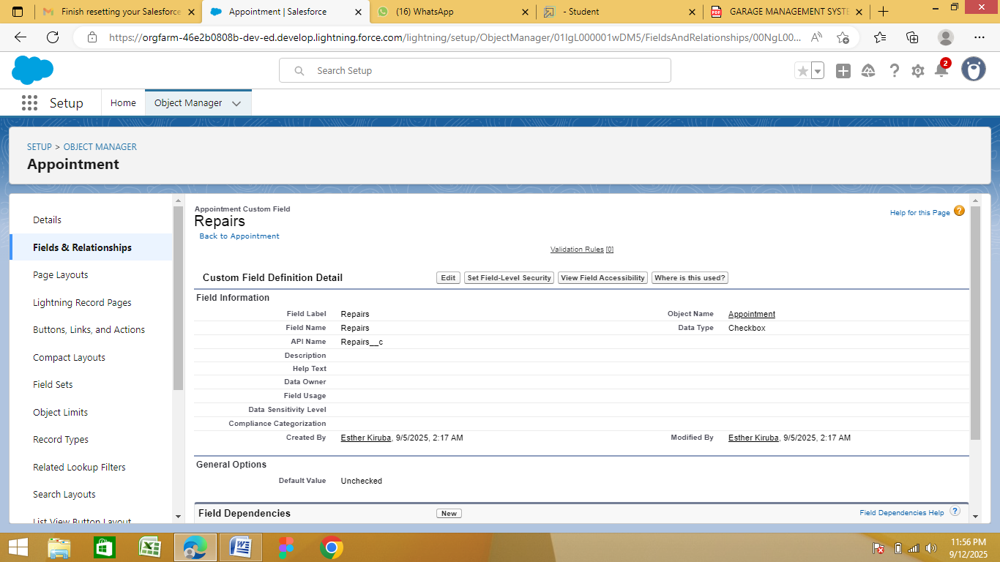 Finish resetting your Salesforce
Appointment | Salesforce
(16) WhatsApp
- Student
GARAGE MANAGEMENT SYSTE
https://orgfarm-46e2b0808b-dev-ed.develop.lightning.force.com/lightning/setup/ObjectManager/01IgL000001wDM5/FieldsAndRelationships/00NgL00...
Search Setup
2
Setup
Home
Object Manager
SETUP > OBJECT MANAGER
Appointment
Details
Fields & Relationships
Page Layouts
Lightning Record Pages
Buttons, Links, and Actions
Compact Layouts
Field Sets
Object Limits
Record Types
Related Lookup Filters
Search Layouts
List View Button Layout
Appointment Custom Field
Repairs
Back to Appointment
Help for this Page
Validation Rules [0]
Custom Field Definition Detail
Edit
Set Field-Level Security
View Field Accessibility
Where is this used?
Field Information
Field Label Repairs Object Name Appointment
Field Name Repairs Data Type Checkbox
API Name Repairs__c
Description
Help Text
Data Owner
Field Usage
Data Sensitivity Level
Compliance Categorization
Created By Esther Kiruba, 9/5/2025, 2:17 AM Modified By Esther Kiruba, 9/5/2025, 2:17 AM
General Options
Default Value Unchecked
Field Dependencies
New
Field Dependencies Help
11:56 PM
9/12/2025